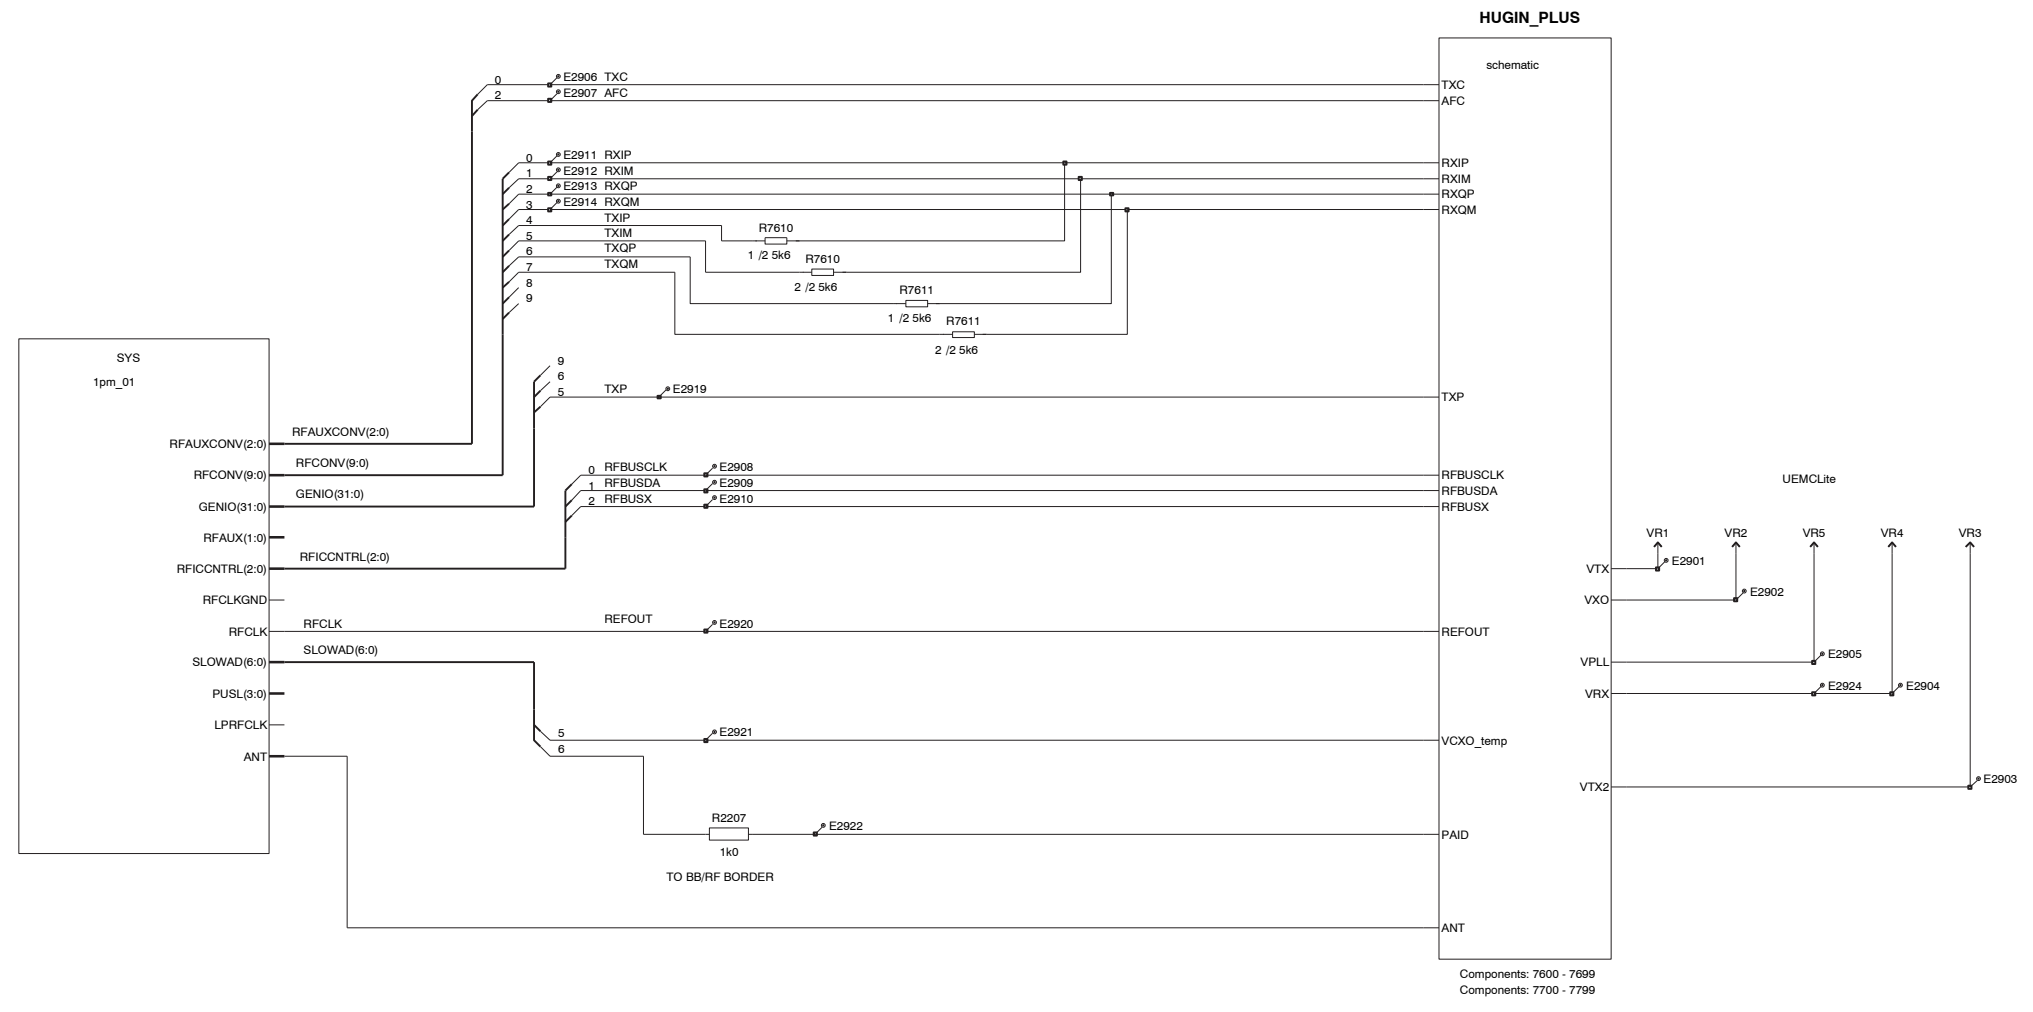 HUGIN_PLUS
schematic
0 E2906 TXC TXC
2 E2907 AFC AFC
0 E2911 RXIP RXIP
1 E2912 RXIM RXIM
2 E2913 RXQP RXQP
3 E2914 RXQM RXQM
4 TXIP
R7610
1 /2 5k6
5 TXIM
R7610
2 /2 5k6
6 TXQP
R7611
1 /2 5k6
7 TXQM
R7611
2 /2 5k6
8
9
SYS
1pm_01
9
6
5 TXP E2919 TXP
RFAUXCONV(2:0) RFAUXCONV(2:0)
RFCONV(9:0) RFCONV(9:0)
GENIO(31:0) GENIO(31:0)
RFAUX(1:0)
RFICCNTRL(2:0) RFICCNTRL(2:0)
0 RFBUSCLK E2908 RFBUSCLK
1 RFBUSDA E2909 RFBUSDA
2 RFBUSX E2910 RFBUSX
RFCLKGND
RFCLK RFCLK REFOUT E2920 REFOUT
SLOWAD(6:0) SLOWAD(6:0)
PUSL(3:0)
LPRFCLK
ANT
5 E2921 VCXO_temp
6
R2207
1k0
E2922 PAID
TO BB/RF BORDER
ANT
UEMCLite
VR1 VR2 VR5 VR4 VR3
VTX E2901
VXO E2902
VPLL E2905
VRX E2924 E2904
VTX2 E2903
Components: 7600 - 7699
Components: 7700 - 7799